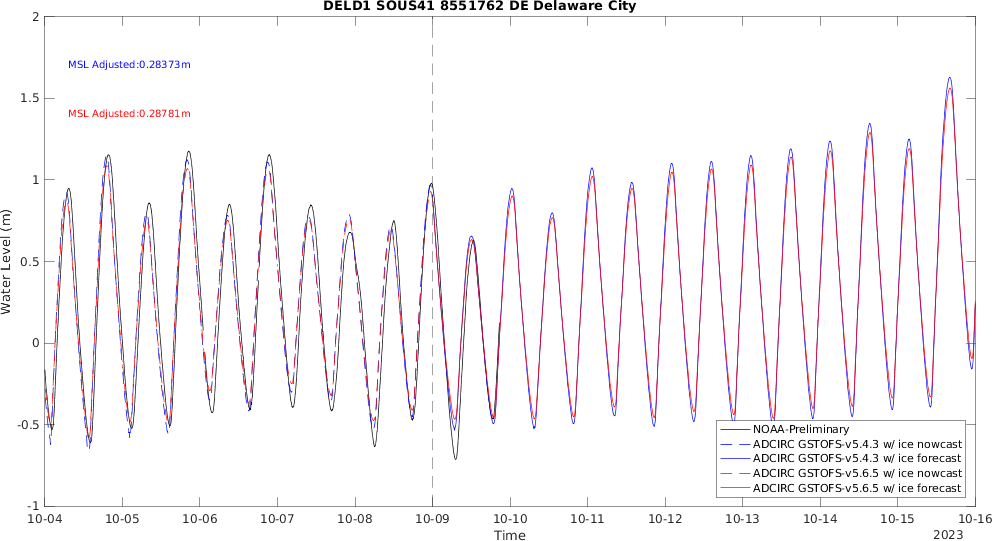 DELD1 SOUS41 8551762 DE Delaware City
2
1.5
1
0.5
0
-0.5
-1
Water Level (m)
MSL Adjusted:0.28373m
MSL Adjusted:0.28781m
NOAA-Preliminary
ADCIRC GSTOFS-v5.4.3 w/ ice nowcast
ADCIRC GSTOFS-v5.4.3 w/ ice forecast
ADCIRC GSTOFS-v5.6.5 w/ ice nowcast
ADCIRC GSTOFS-v5.6.5 w/ ice forecast
10-04 10-05 10-06 10-07 10-08 10-09 10-10 10-11 10-12 10-13 10-14 10-15 10-16
Time
2023